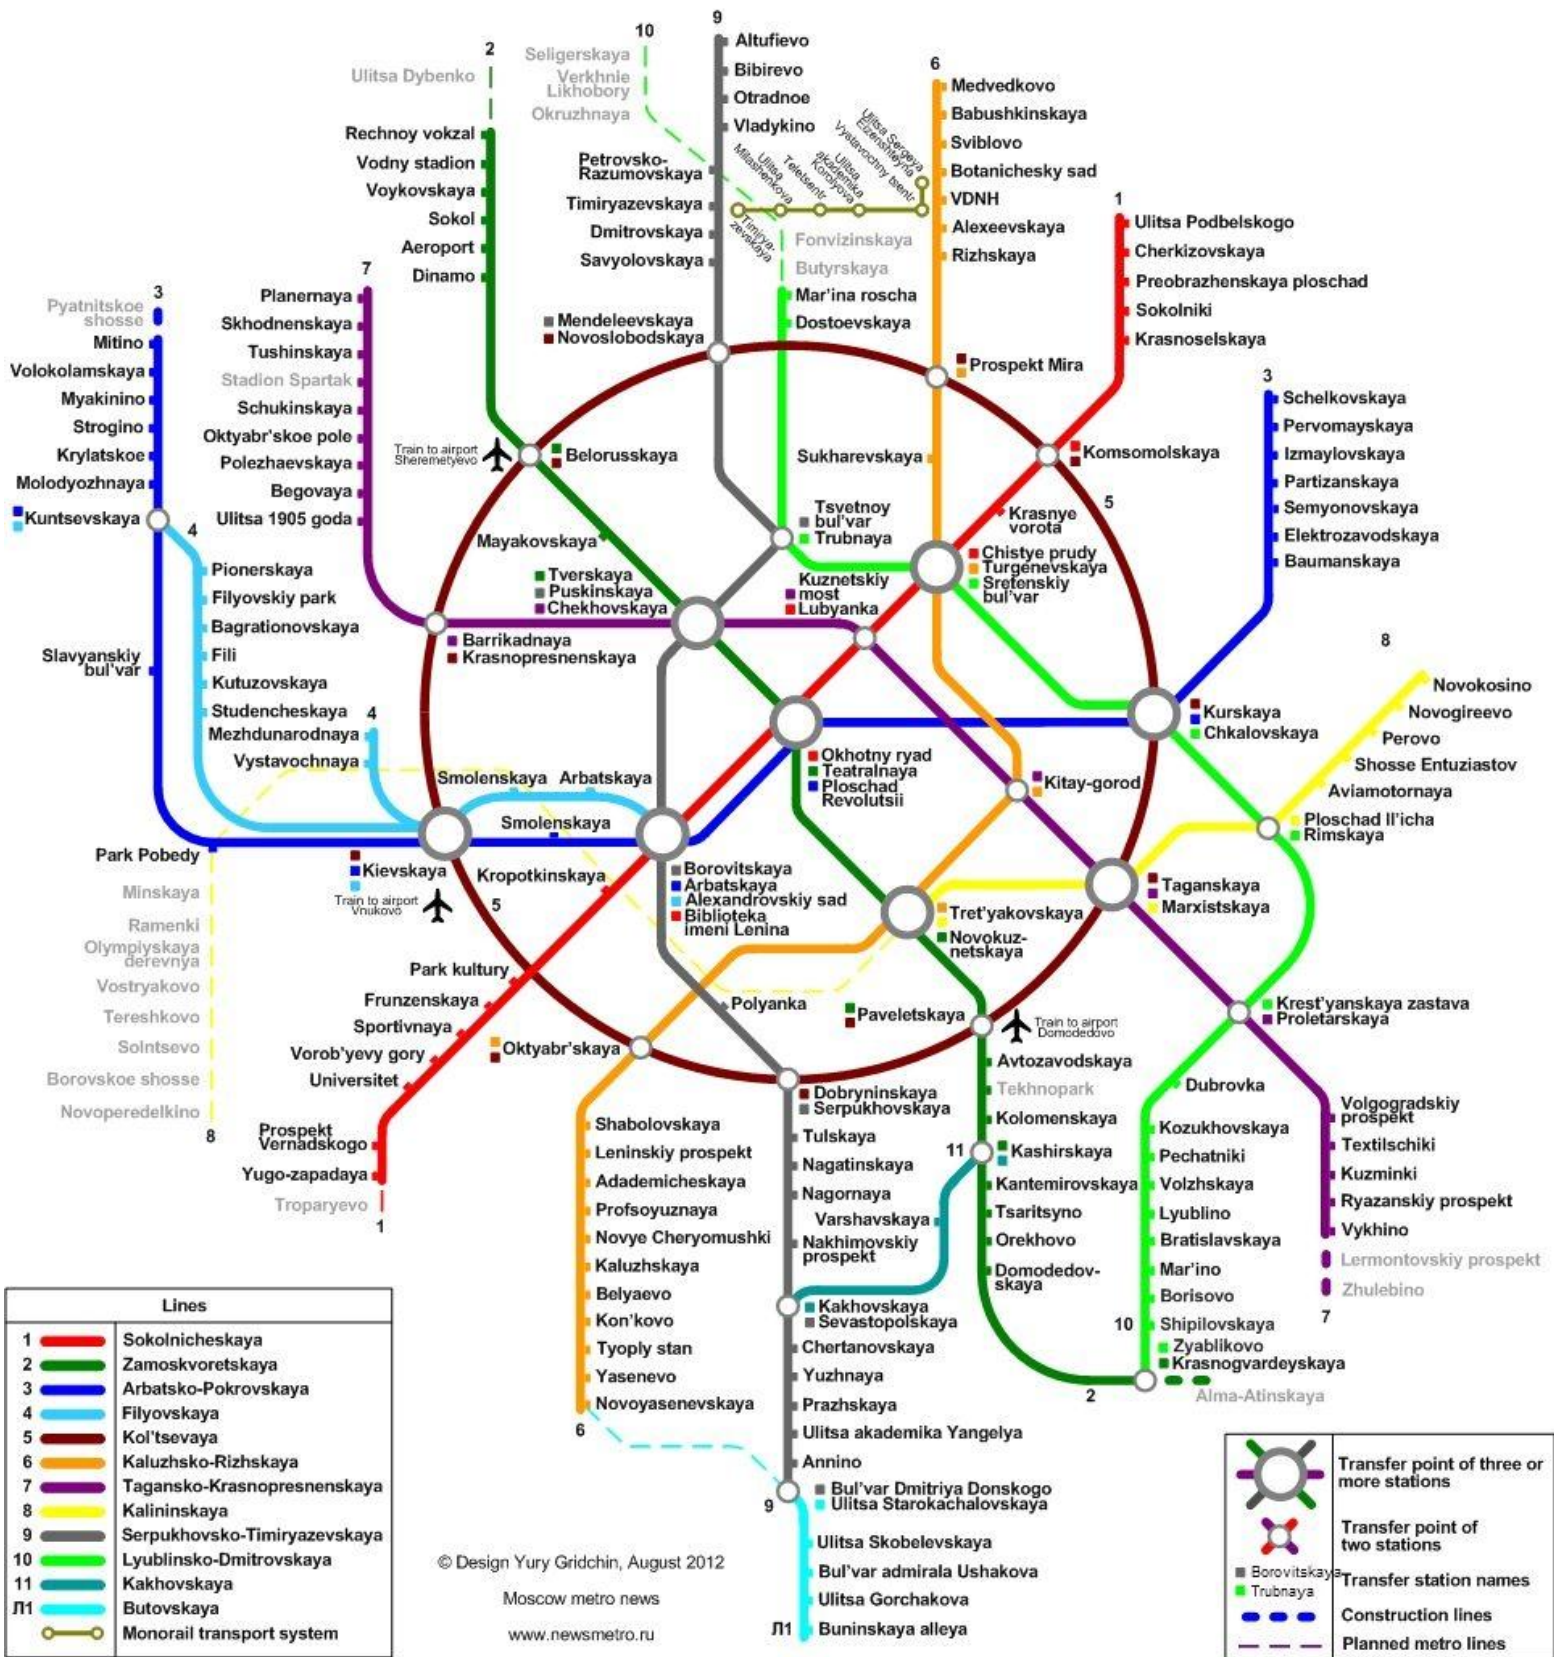 9
Altufievo
Bibirevo
Otradnoe
Vladykino
Petrovsko-
Razumovskaya
Timiryazevskaya
Dmitrovskaya
Savyolovskaya
Mendeleevskaya
Novoslobodskaya
10
Seligerskaya
Verkhnie
Likhobory
Okruzhnaya
Fonvizinskaya
Butyrskaya
Mar'ina roscha
Dostoevskaya
2
Ulitsa Dybenko
Rechnoy vokzal
Vodny stadion
Voykovskaya
Sokol
Aeroport
Dinamo
Train to airport
Sheremetyevo
Belorusskaya
Mayakovskaya
6
Medvedkovo
Babushkinskaya
Sviblovo
Botanichesky sad
VDNH
Alexeevskaya
Rizhskaya
Prospekt Mira
Sukharevskaya
Timirya-
zevskaya
Ulitsa
Milashenkova
Teletsentr
Ulitsa
akademika
Korolyova
Vystavochny tsentr
Ulitsa Sergeya
Eizenshteyna
1
Ulitsa Podbelskogo
Cherkizovskaya
Preobrazhenskaya ploschad
Sokolniki
Krasnoselskaya
Komsomolskaya
Krasnye
vorota
3
Schelkovskaya
Pervomayskaya
Izmaylovskaya
Partizanskaya
Semyonovskaya
Elektrozavodskaya
Baumanskaya
5
7
Planernaya
Skhodnenskaya
Tushinskaya
Stadion Spartak
Schukinskaya
Oktyabr'skoe pole
Polezhaevskaya
Begovaya
Ulitsa 1905 goda
Barrikadnaya
Krasnopresnenskaya
3
Pyatnitskoe
shosse
Mitino
Volokolamskaya
Myakinino
Strogino
Krylatskoe
Molodyozhnaya
Kuntsevskaya
4
Pionerskaya
Filyovskiy park
Bagrationovskaya
Fili
Kutuzovskaya
Studencheskaya
Slavyanskiy
bul'var
4
Mezhdunarodnaya
Vystavochnaya
Tverskaya
Puskinskaya
Chekhovskaya
Tsvetnoy
bul'var
Trubnaya
Kuznetskiy
most
Lubyanka
Chistye prudy
Turgenevskaya
Sretenskiy
bul'var
Kurskaya
Chkalovskaya
8
Novokosino
Novogireevo
Perovo
Shosse Entuziastov
Aviamotornaya
Ploschad Il'icha
Rimskaya
Okhotny ryad
Teatralnaya
Ploschad
Revolutsii
Kitay-gorod
Smolenskaya
Arbatskaya
Smolenskaya
Park Pobedy
Kievskaya
Train to airport
Vnukovo
Kropotkinskaya
5
Borovitskaya
Arbatskaya
Alexandrovskiy sad
Biblioteka
imeni Lenina
Tret'yakovskaya
Novokuz-
netskaya
Taganskaya
Marxistskaya
Minskaya
Ramenki
Olympiyskaya
derevnya
Vostryakovo
Tereshkovo
Solntsevo
Borovskoe shosse
Novoperedelkino
8
Park kultury
Frunzenskaya
Sportivnaya
Vorob'yevy gory
Universitet
Prospekt
Vernadskogo
Yugo-zapadaya
Troparyevo
1
Polyanka
Oktyabr'skaya
Paveletskaya
Train to airport
Domodedovo
Dobryninskaya
Serpukhovskaya
Krest'yanskaya zastava
Proletarskaya
Dubrovka
Shabolovskaya
Leninskiy prospekt
Adademicheskaya
Profsoyuznaya
Novye Cheryomushki
Kaluzhskaya
Belyaevo
Kon'kovo
Tyoply stan
Yasenevo
Novoyasenevskaya
6
Tulskaya
Nagatinskaya
Nagornaya
Nakhimovskiy
prospekt
Varshavskaya
Kakhovskaya
Sevastopolskaya
Chertanovskaya
Yuzhnaya
Prazhskaya
Ulitsa akademika Yangelya
Annino
Bul'var Dmitriya Donskogo
Ulitsa Starokachalovskaya
9
Ulitsa Skobelevskaya
Bul'var admirala Ushakova
Ulitsa Gorchakova
Buninskaya alleya
Л1
Avtozavodskaya
Tekhnopark
Kolomenskaya
11
Kashirskaya
Kantemirovskaya
Tsaritsyno
Orekhovo
Domodedov-
skaya
2
Kozukhovskaya
Pechatniki
Volzhskaya
Lyublino
Bratislavskaya
Mar'ino
Borisovo
10
Shipilovskaya
Zyablikovo
Krasnogvardeyskaya
Alma-Atinskaya
Volgogradskiy
prospekt
Textilschiki
Kuzminki
Ryazanskiy prospekt
Vykhino
Lermontovskiy prospekt
Zhulebino
7
Lines
1 Sokolnicheskaya
2 Zamoskvoretskaya
3 Arbatsko-Pokrovskaya
4 Filyovskaya
5 Kol'tsevaya
6 Kaluzhsko-Rizhskaya
7 Tagansko-Krasnopresnenskaya
8 Kalininskaya
9 Serpukhovsko-Timiryazevskaya
10 Lyublinsko-Dmitrovskaya
11 Kakhovskaya
Л1 Butovskaya
Monorail transport system
© Design Yury Gridchin, August 2012
Moscow metro news
www.newsmetro.ru
Transfer point of three or
more stations
Transfer point of
two stations
Borovitskaya
Trubnaya
Transfer station names
Construction lines
Planned metro lines